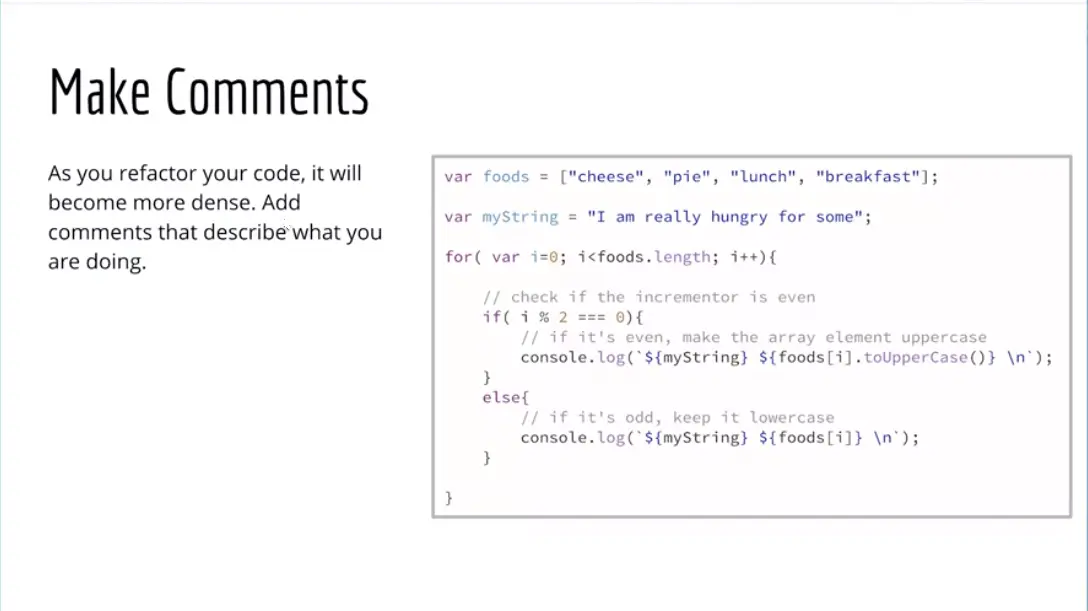 Make Comments
As you refactor your code, it will
become more dense. Add
comments that describe what you
are doing.
var foods = ["cheese", "pie", "lunch", "breakfast"];
var myString = "I am really hungry for some";
for( var i=0; i<foods.length; i++){
// check if the incrementor is even
if( i % 2 === 0){
// if it's even, make the array element uppercase
console.log(`${myString} ${foods[i].toUpperCase()} \n`);
}
else{
// if it's odd, keep it lowercase
console.log(`${myString} ${foods[i]} \n`);
}
}